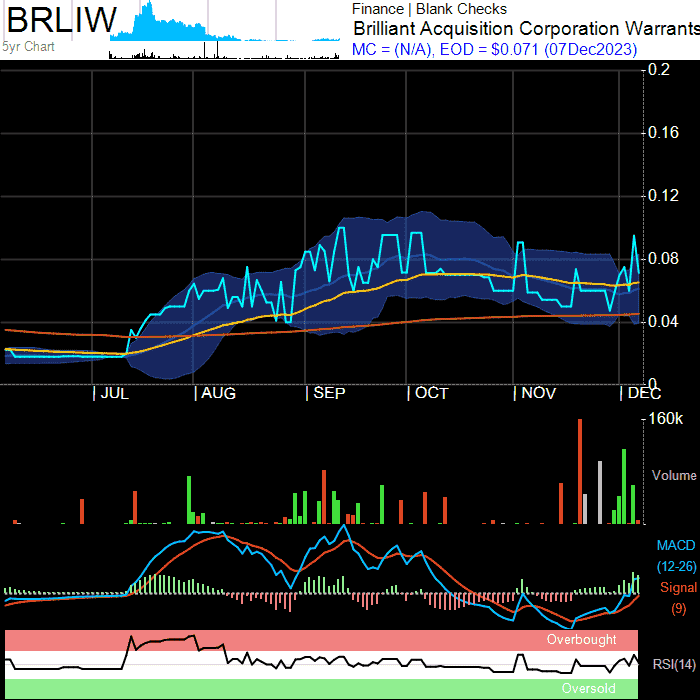 BRLIW
5yr Chart
Finance | Blank Checks
Brilliant Acquisition Corporation Warrants
MC = (N/A), EOD = $0.071 (07Dec2023)
0.2
0.16
0.12
0.08
0.04
0
JUL AUG SEP OCT NOV DEC
160k
Volume
MACD
(12-26)
Signal
(9)
Overbought
RSI(14)
Oversold